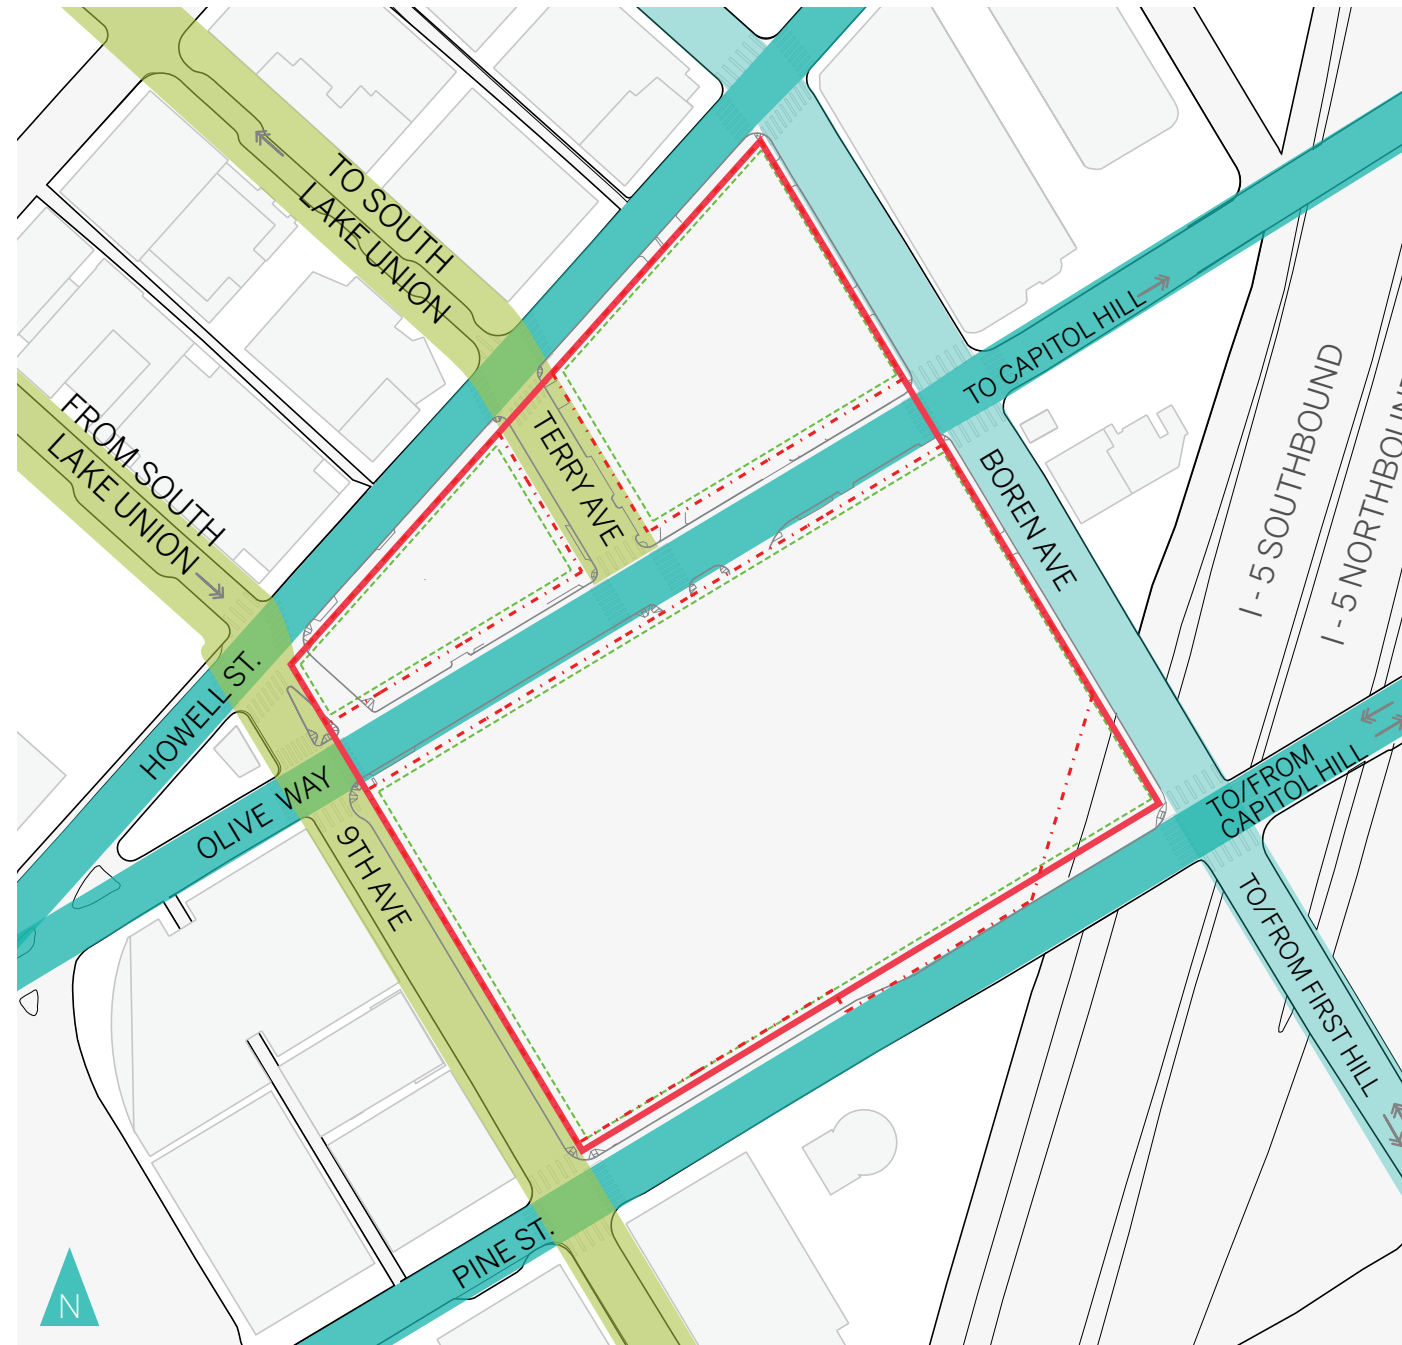 TO SOUTH
LAKE UNION
FROM SOUTH
LAKE UNION
TO CAPITOL HILL
I - 5 SOUTHBOUND
I - 5 NORTHBOUND
TERRY AVE
BOREN AVE
HOWELL ST.
OLIVE WAY
9TH AVE
TO/FROM
CAPITOL HILL
TO/FROM FIRST HILL
PINE ST.
N